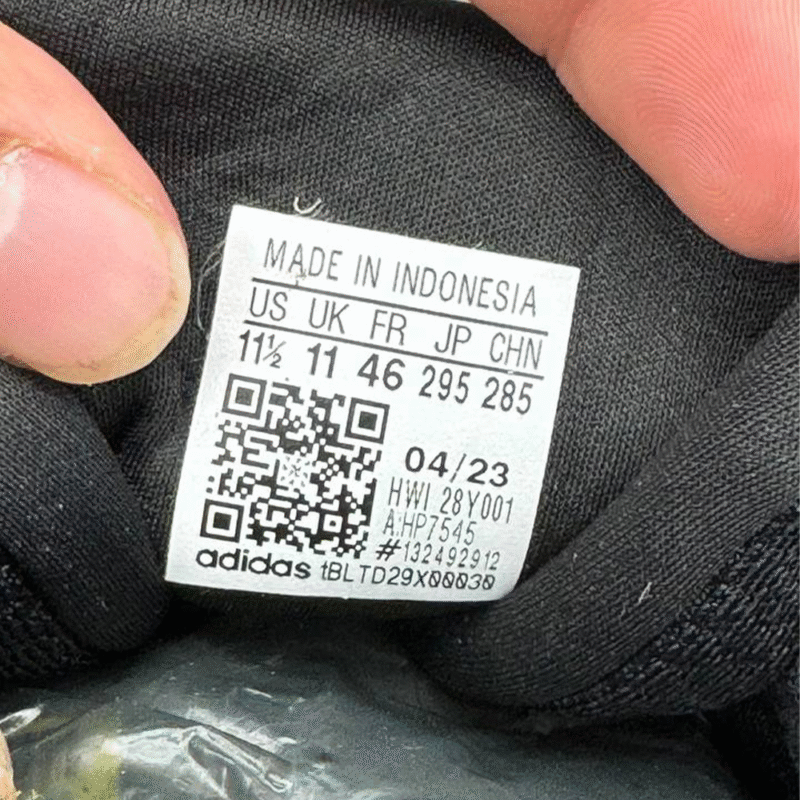 MADE IN INDONESIA
US UK FR JP CHN
11½ 11 46 295 285
04/23
HWI 28Y001
A:HP7545
#132492912
adidas tBLTD29X00030